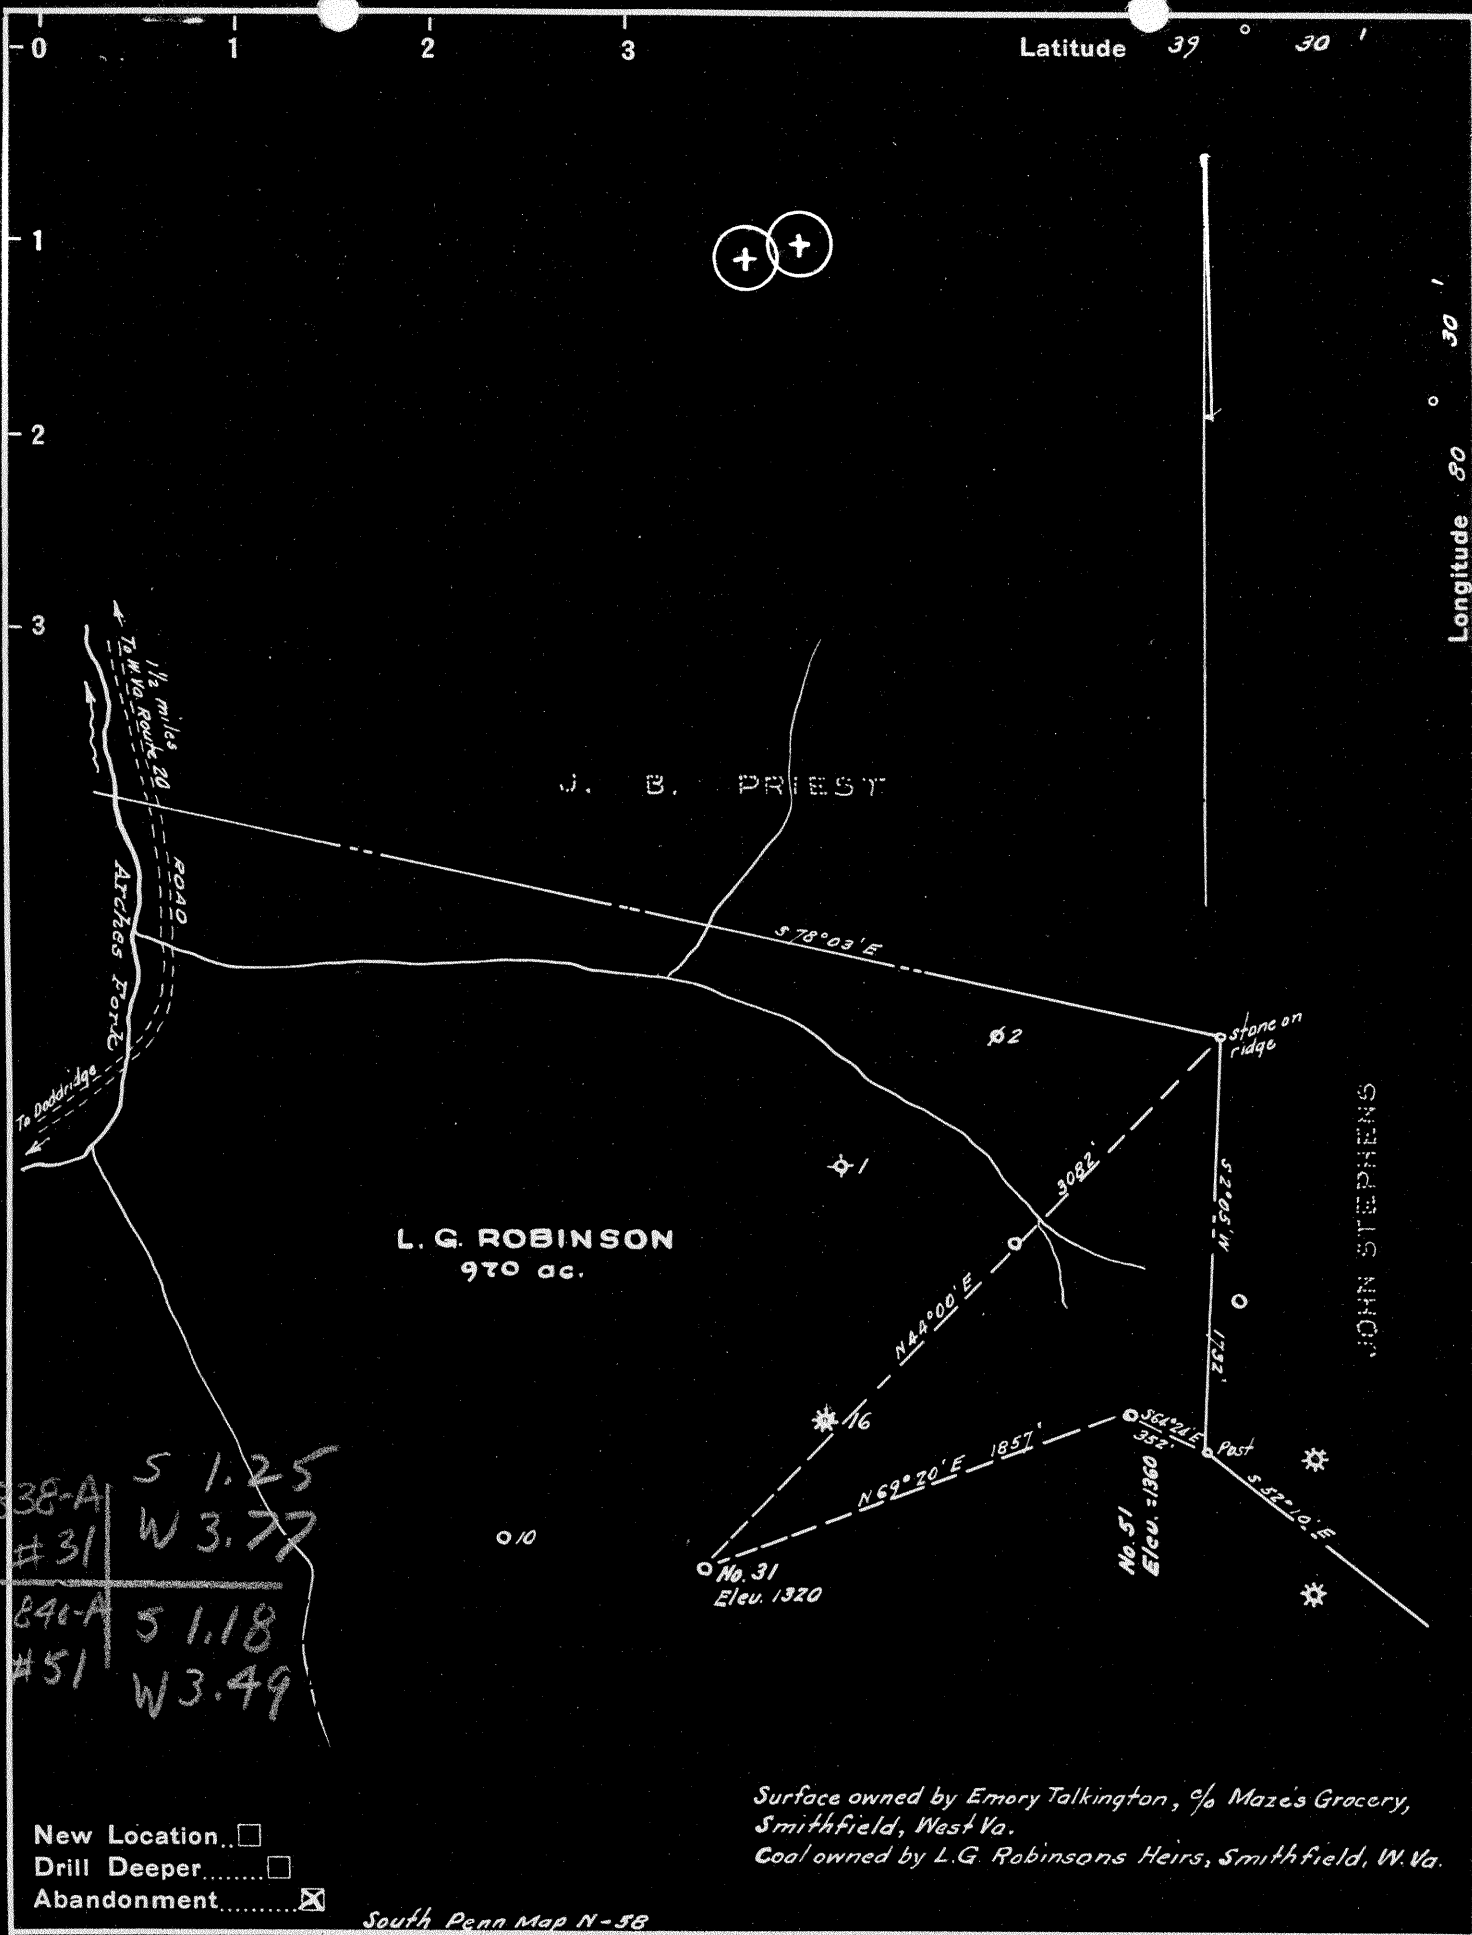 0 1 2 3
Latitude 39 ° 30 '
1
2
3
Longitude 80 ° 30 '
1½ miles
To W. Va. Route 20
J. B. PRIEST
ROAD
Arches Fork
S 78°03' E
2
stone on
ridge
To Doddridge
1
3082'
S 2°05' W
1732'
JOHN STEPHENS
L. G. ROBINSON
970 ac.
N 44°00' E
16
N 69°20' E 1857'
S 64°24' E
352'
Post
S 52°10' E
No. 51
Elev. = 1360
10
No. 31
Elev. 1320
338-A
#31
S 1.25
W 3.77
#51
S 1.18
W 3.49
Surface owned by Emory Talkington, c/o Maze's Grocery,
Smithfield, West Va.
Coal owned by L.G. Robinsons Heirs, Smithfield, W. Va.
New Location.. ☐
Drill Deeper........ ☐
Abandonment.......... ☒
South Penn Map N-58